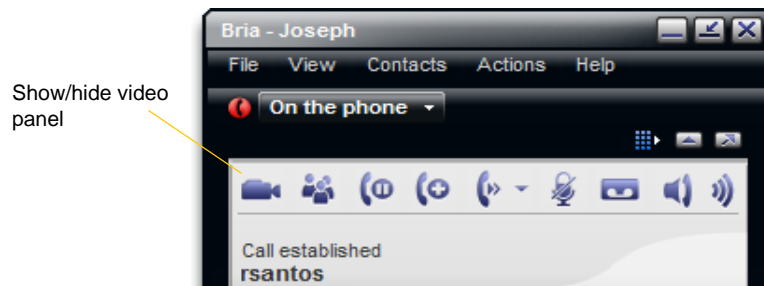 Bria - Joseph
File View Contacts Actions Help
Show/hide video
panel
On the phone
Call established
rsantos